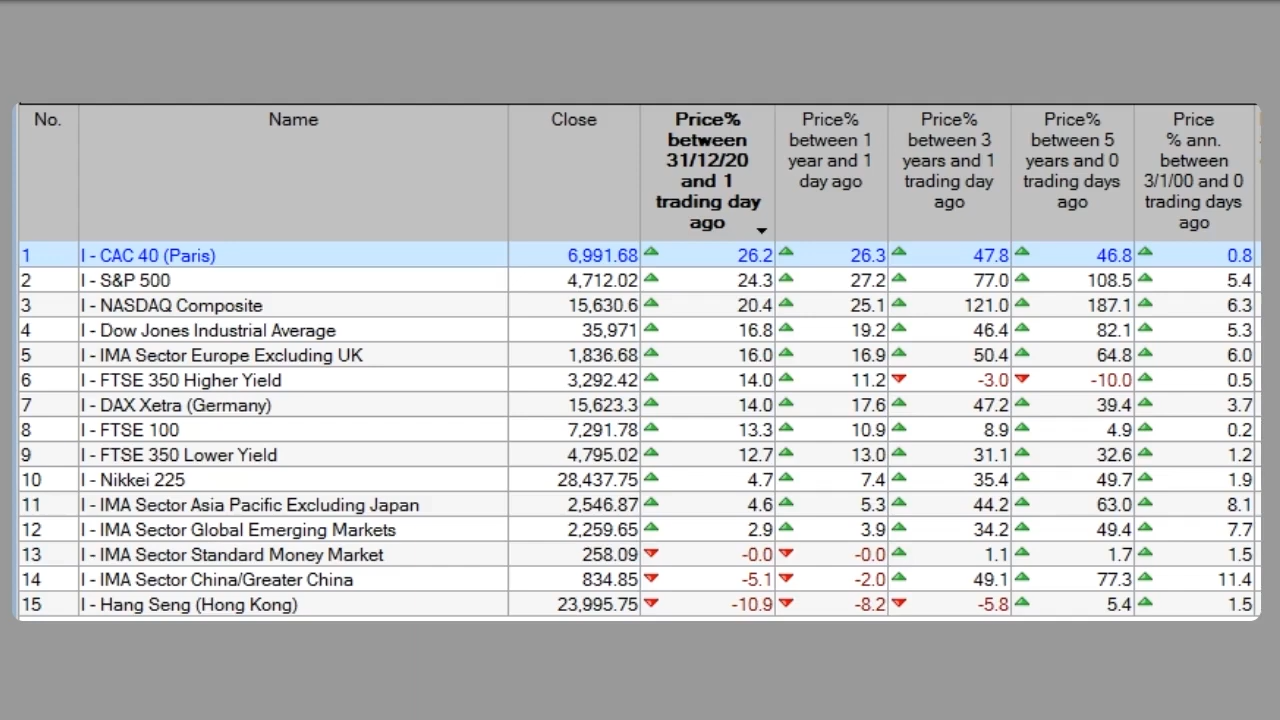 No. Name Close Price% between 31/12/20 and 1 trading day ago Price% between 1 year and 1 day ago Price% between 3 years and 1 trading day ago Price% between 5 years and 0 trading days ago Price % ann. between 3/1/00 and 0 trading days ago
1 I - CAC 40 (Paris) 6,991.68 26.2 26.3 47.8 46.8 0.8
2 I - S&P 500 4,712.02 24.3 27.2 77.0 108.5 5.4
3 I - NASDAQ Composite 15,630.6 20.4 25.1 121.0 187.1 6.3
4 I - Dow Jones Industrial Average 35,971 16.8 19.2 46.4 82.1 5.3
5 I - IMA Sector Europe Excluding UK 1,836.68 16.0 16.9 50.4 64.8 6.0
6 I - FTSE 350 Higher Yield 3,292.42 14.0 11.2 -3.0 -10.0 0.5
7 I - DAX Xetra (Germany) 15,623.3 14.0 17.6 47.2 39.4 3.7
8 I - FTSE 100 7,291.78 13.3 10.9 8.9 4.9 0.2
9 I - FTSE 350 Lower Yield 4,795.02 12.7 13.0 31.1 32.6 1.2
10 I - Nikkei 225 28,437.75 4.7 7.4 35.4 49.7 1.9
11 I - IMA Sector Asia Pacific Excluding Japan 2,546.87 4.6 5.3 44.2 63.0 8.1
12 I - IMA Sector Global Emerging Markets 2,259.65 2.9 3.9 34.2 49.4 7.7
13 I - IMA Sector Standard Money Market 258.09 -0.0 -0.0 1.1 1.7 1.5
14 I - IMA Sector China/Greater China 834.85 -5.1 -2.0 49.1 77.3 11.4
15 I - Hang Seng (Hong Kong) 23,995.75 -10.9 -8.2 -5.8 5.4 1.5